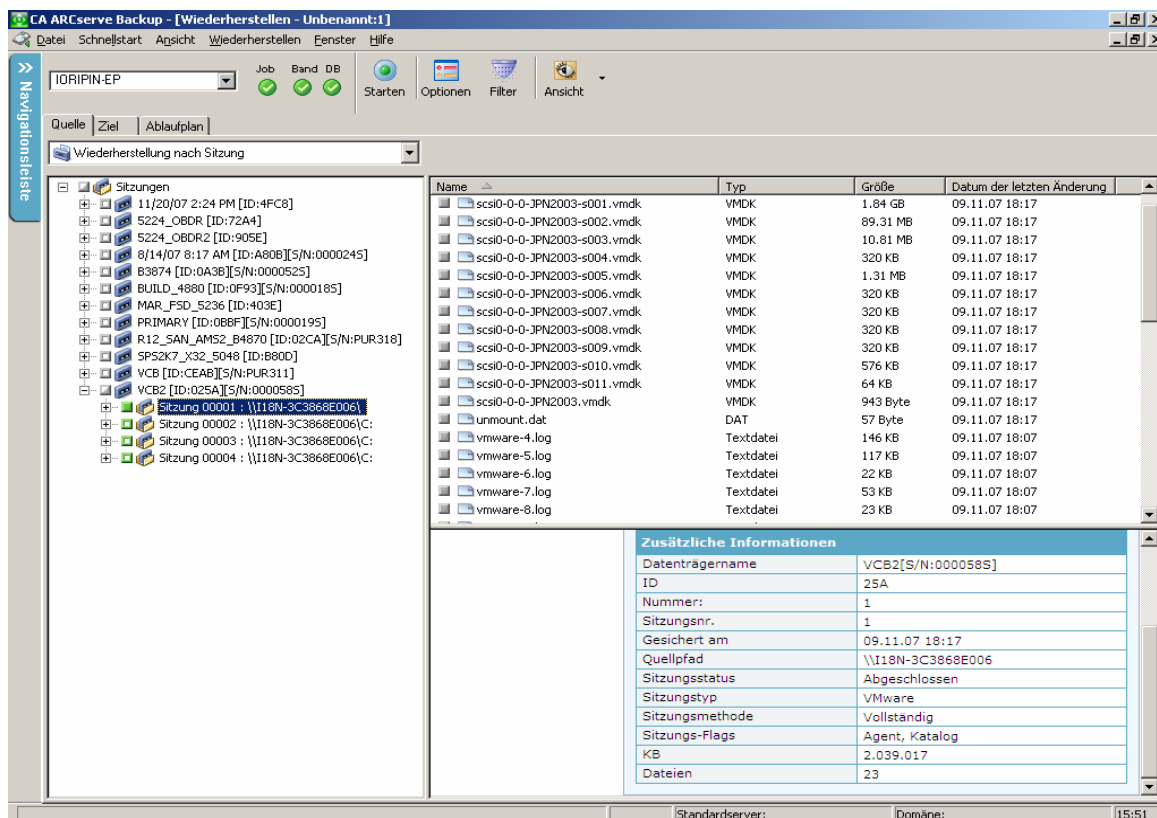 CA ARCserve Backup - [Wiederherstellen - Unbenannt:1]
Datei Schnellstart Ansicht Wiederherstellen Fenster Hilfe
Navigationsleiste
IORIPIN-EP
Job Band DB
Starten Optionen Filter Ansicht
Quelle Ziel Ablaufplan
Wiederherstellung nach Sitzung
Sitzungen
11/20/07 2:24 PM [ID:4FC8]
5224_OBDR [ID:72A4]
5224_OBDR2 [ID:905E]
8/14/07 8:17 AM [ID:A80B][S/N:000024S]
B3874 [ID:0A3B][S/N:000052S]
BUILD_4880 [ID:0F93][S/N:000018S]
MAR_FSD_5236 [ID:403E]
PRIMARY [ID:0BBF][S/N:000019S]
R12_SAN_AMS2_B4870 [ID:02CA][S/N:PUR318]
SPS2K7_X32_5048 [ID:B80D]
VCB [ID:CEAB][S/N:PUR311]
VCB2 [ID:025A][S/N:000058S]
Sitzung 00001 : \\I18N-3C3868E006\
Sitzung 00002 : \\I18N-3C3868E006\C:
Sitzung 00003 : \\I18N-3C3868E006\C:
Sitzung 00004 : \\I18N-3C3868E006\C:
Name Typ Größe Datum der letzten Änderung
scsi0-0-0-JPN2003-s001.vmdk VMDK 1.84 GB 09.11.07 18:17
scsi0-0-0-JPN2003-s002.vmdk VMDK 89.31 MB 09.11.07 18:17
scsi0-0-0-JPN2003-s003.vmdk VMDK 10.81 MB 09.11.07 18:17
scsi0-0-0-JPN2003-s004.vmdk VMDK 320 KB 09.11.07 18:17
scsi0-0-0-JPN2003-s005.vmdk VMDK 1.31 MB 09.11.07 18:17
scsi0-0-0-JPN2003-s006.vmdk VMDK 320 KB 09.11.07 18:17
scsi0-0-0-JPN2003-s007.vmdk VMDK 320 KB 09.11.07 18:17
scsi0-0-0-JPN2003-s008.vmdk VMDK 320 KB 09.11.07 18:17
scsi0-0-0-JPN2003-s009.vmdk VMDK 320 KB 09.11.07 18:17
scsi0-0-0-JPN2003-s010.vmdk VMDK 576 KB 09.11.07 18:17
scsi0-0-0-JPN2003-s011.vmdk VMDK 64 KB 09.11.07 18:17
scsi0-0-0-JPN2003.vmdk VMDK 943 Byte 09.11.07 18:17
unmount.dat DAT 57 Byte 09.11.07 18:17
vmware-4.log Textdatei 146 KB 09.11.07 18:07
vmware-5.log Textdatei 117 KB 09.11.07 18:07
vmware-6.log Textdatei 22 KB 09.11.07 18:07
vmware-7.log Textdatei 53 KB 09.11.07 18:07
vmware-8.log Textdatei 23 KB 09.11.07 18:07
Zusätzliche Informationen
Datenträgername VCB2[S/N:000058S]
ID 25A
Nummer: 1
Sitzungsnr. 1
Gesichert am 09.11.07 18:17
Quellpfad \\I18N-3C3868E006
Sitzungsstatus Abgeschlossen
Sitzungstyp VMware
Sitzungsmethode Vollständig
Sitzungs-Flags Agent, Katalog
KB 2.039.017
Dateien 23
Standardserver: Domäne: 15:51